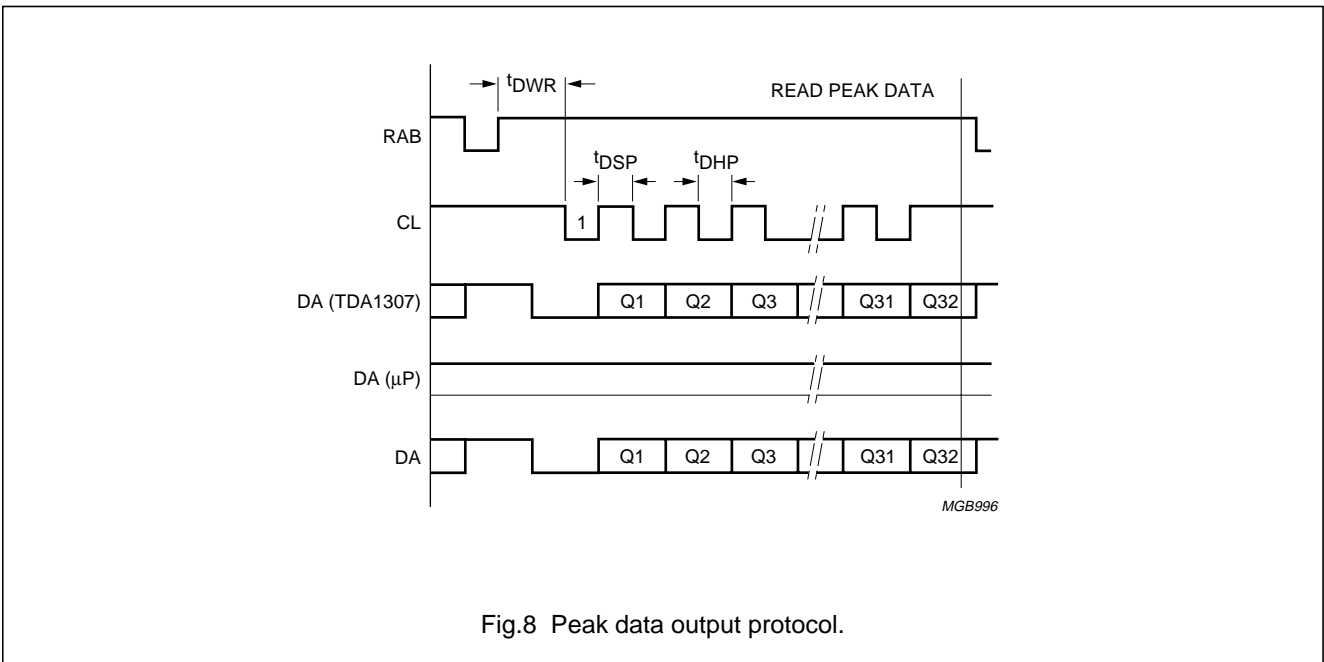 tDWR
READ PEAK DATA
RAB
tDSP
tDHP
CL
1
DA (TDA1307)
Q1 Q2 Q3 Q31 Q32
DA (μP)
DA
Q1 Q2 Q3 Q31 Q32
MGB996
Fig.8 Peak data output protocol.